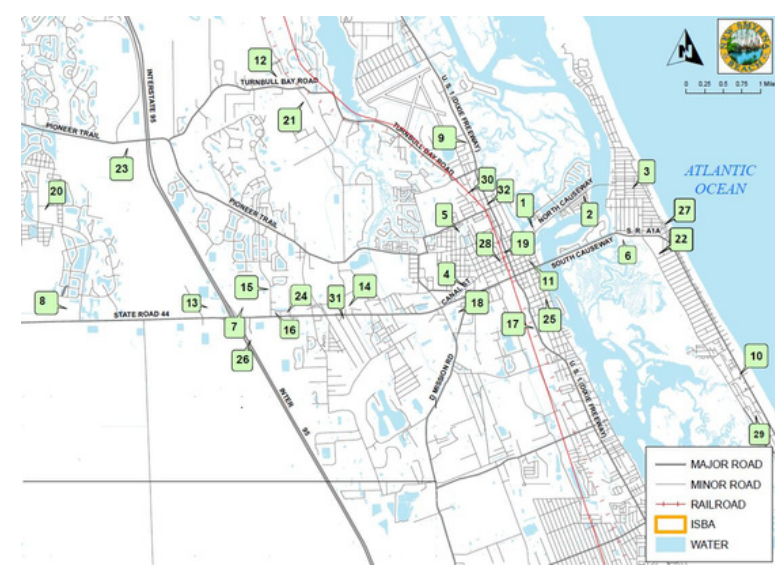 NEW SMYRNA BEACH
N
0 0.25 0.5 0.75 1 Mile
12
TURNBULL BAY ROAD
INTERSTATE 95
21
U.S. 1 (DIXIE FREEWAY)
PIONEER TRAIL
23
TURNBULL BAY ROAD
9
ATLANTIC
OCEAN
3
30
32
1
NORTH CAUSEWAY
2
20
PIONEER TRAIL
5
27
S.R. A1A
28
19
SOUTH CAUSEWAY
6
22
4
11
CANAL ST
8
13
15
24
14
31
18
STATE ROAD 44
7
16
17
25
26
D MISSION RD
U.S. 1 (DIXIE FREEWAY)
10
INTER
95
29
MAJOR ROAD
MINOR ROAD
RAILROAD
ISBA
WATER